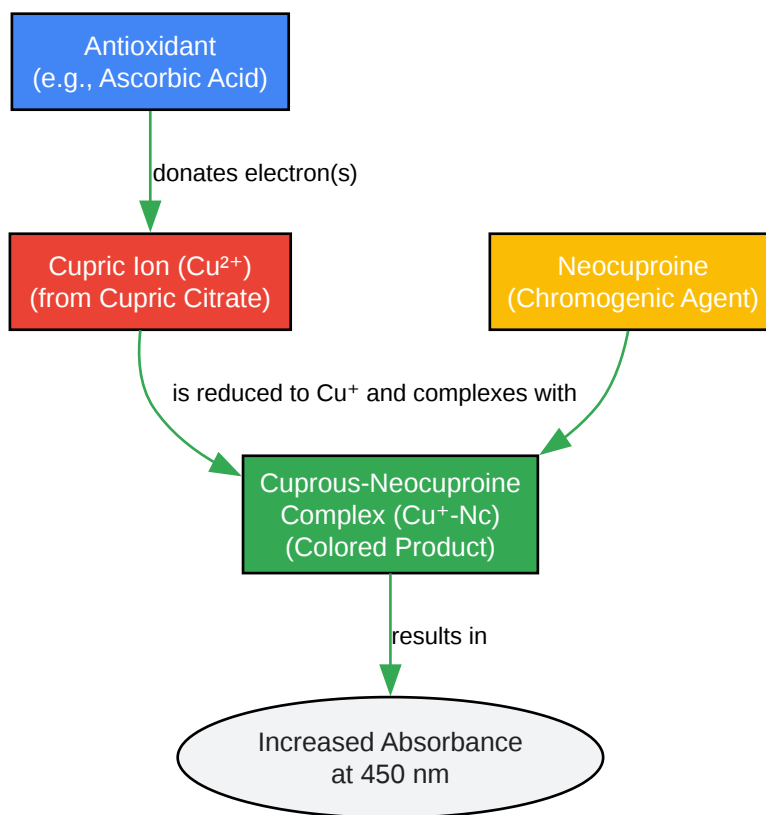 Antioxidant
(e.g., Ascorbic Acid)
donates electron(s)
Cupric Ion (Cu²⁺)
(from Cupric Citrate)
Neocuproine
(Chromogenic Agent)
is reduced to Cu⁺ and complexes with
Cuprous-Neocuproine
Complex (Cu⁺-Nc)
(Colored Product)
results in
Increased Absorbance
at 450 nm